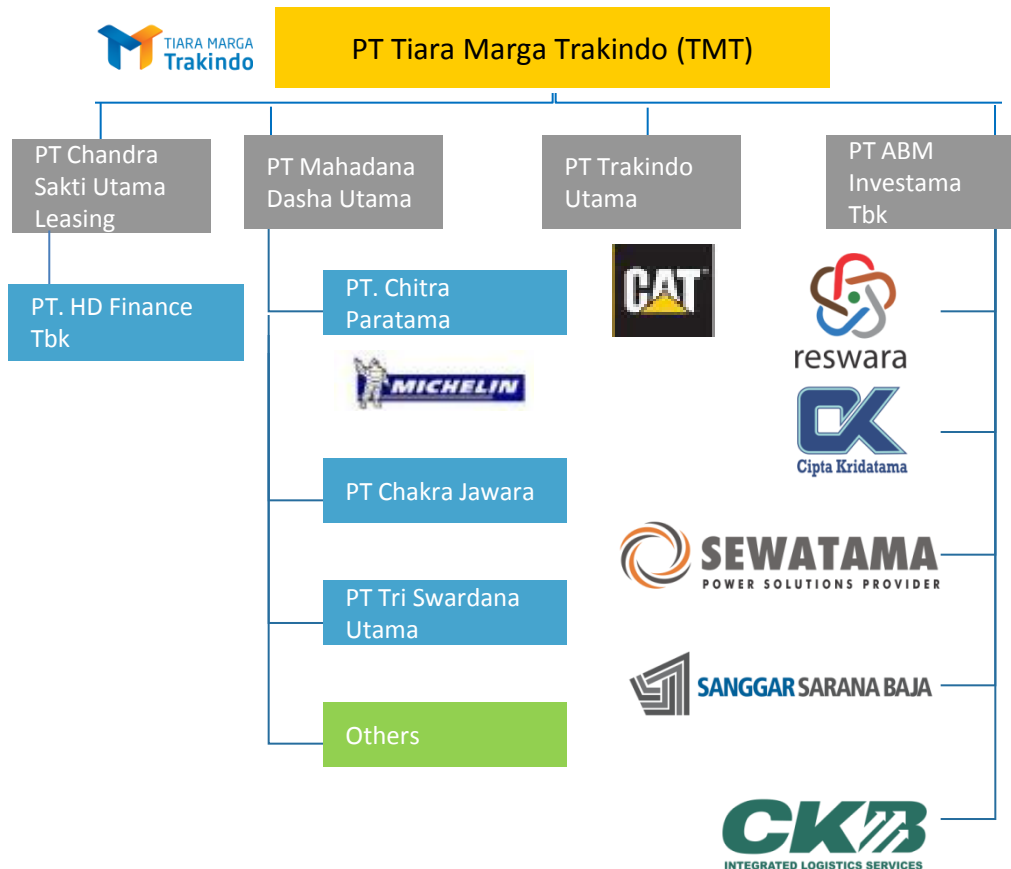 TIARA MARGA
Trakindo
PT Tiara Marga Trakindo (TMT)
PT Chandra
Sakti Utama
Leasing
PT Mahadana
Dasha Utama
PT Trakindo
Utama
PT ABM
Investama
Tbk
PT. HD Finance
Tbk
PT. Chitra
Paratama
CAT
reswara
MICHELIN
CK
Cipta Kridatama
PT Chakra Jawara
SEWATAMA
POWER SOLUTIONS PROVIDER
PT Tri Swardana
Utama
SANGGAR SARANA BAJA
Others
CKB
INTEGRATED LOGISTICS SERVICES